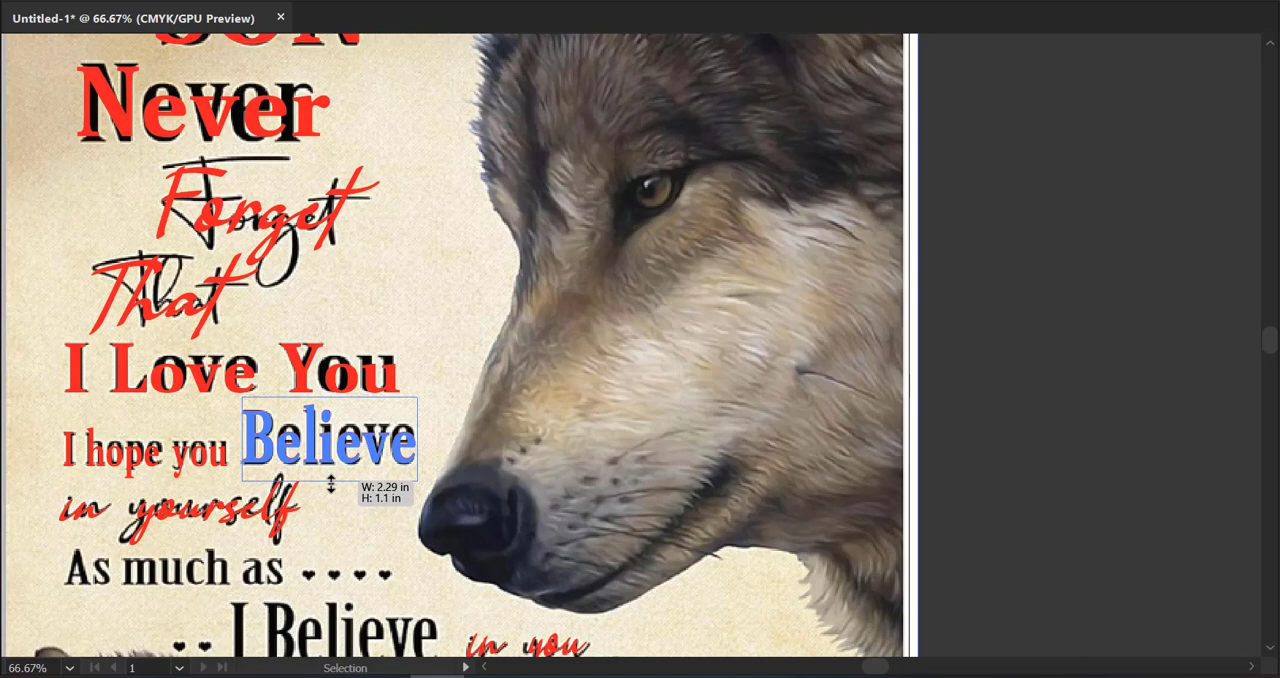 Untitled-1* @ 66.67% (CMYK/GPU Preview) ×
SON
Never
Forget
That
I Love You
I hope you Believe
W: 2.29 in
H: 1.1 in
in yourself
As much as
I Believe in you
66.67% 1 Selection